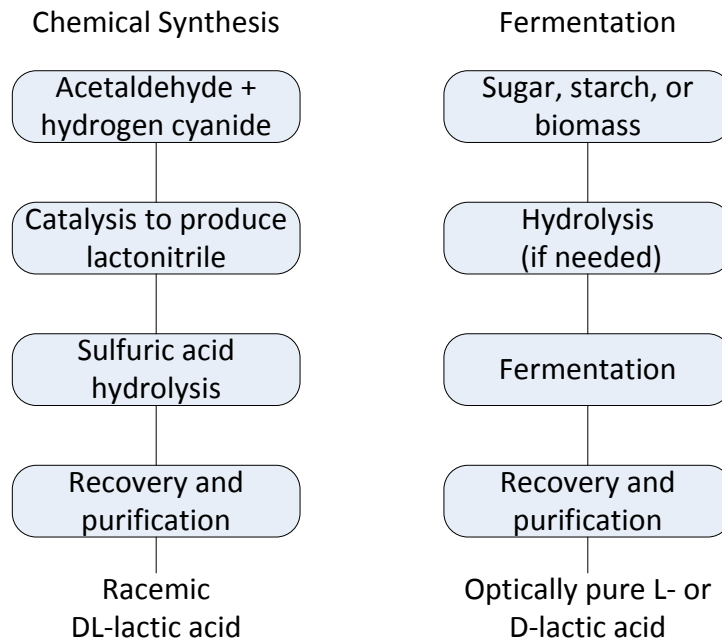 Chemical Synthesis
Acetaldehyde +
hydrogen cyanide
Catalysis to produce
lactonitrile
Sulfuric acid
hydrolysis
Recovery and
purification
Racemic
DL-lactic acid
Fermentation
Sugar, starch, or
biomass
Hydrolysis
(if needed)
Fermentation
Recovery and
purification
Optically pure L- or
D-lactic acid